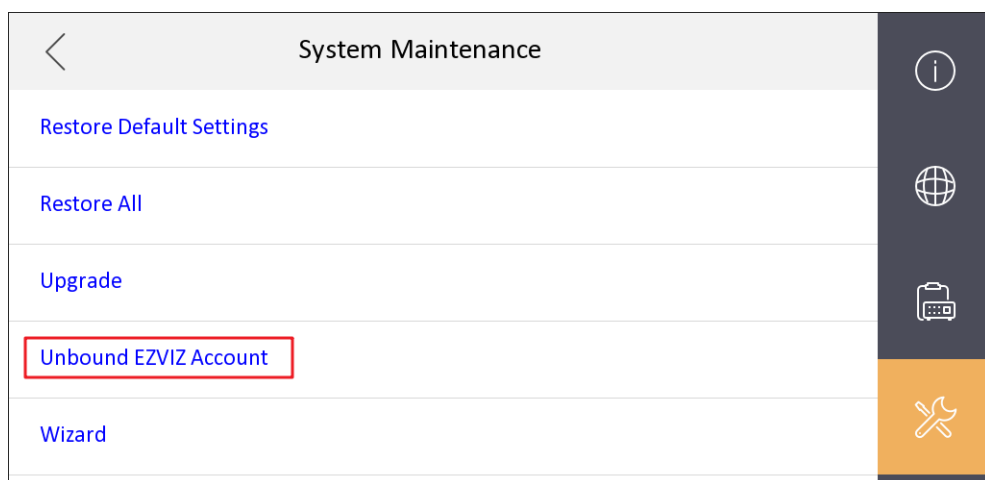 System Maintenance
Restore Default Settings
Restore All
Upgrade
Unbound EZVIZ Account
Wizard